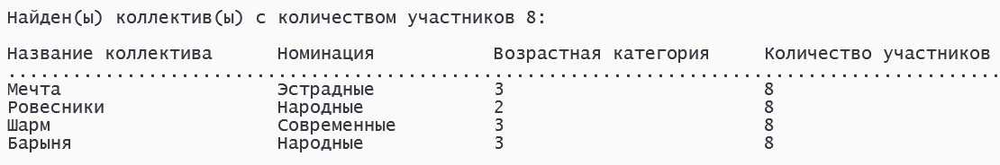 Найден(ы) коллектив(ы) с количеством участников 8:
Название коллектива Номинация Возрастная категория Количество участников
..............................................................................................................
Мечта Эстрадные 3 8
Ровесники Народные 2 8
Шарм Современные 3 8
Барыня Народные 3 8